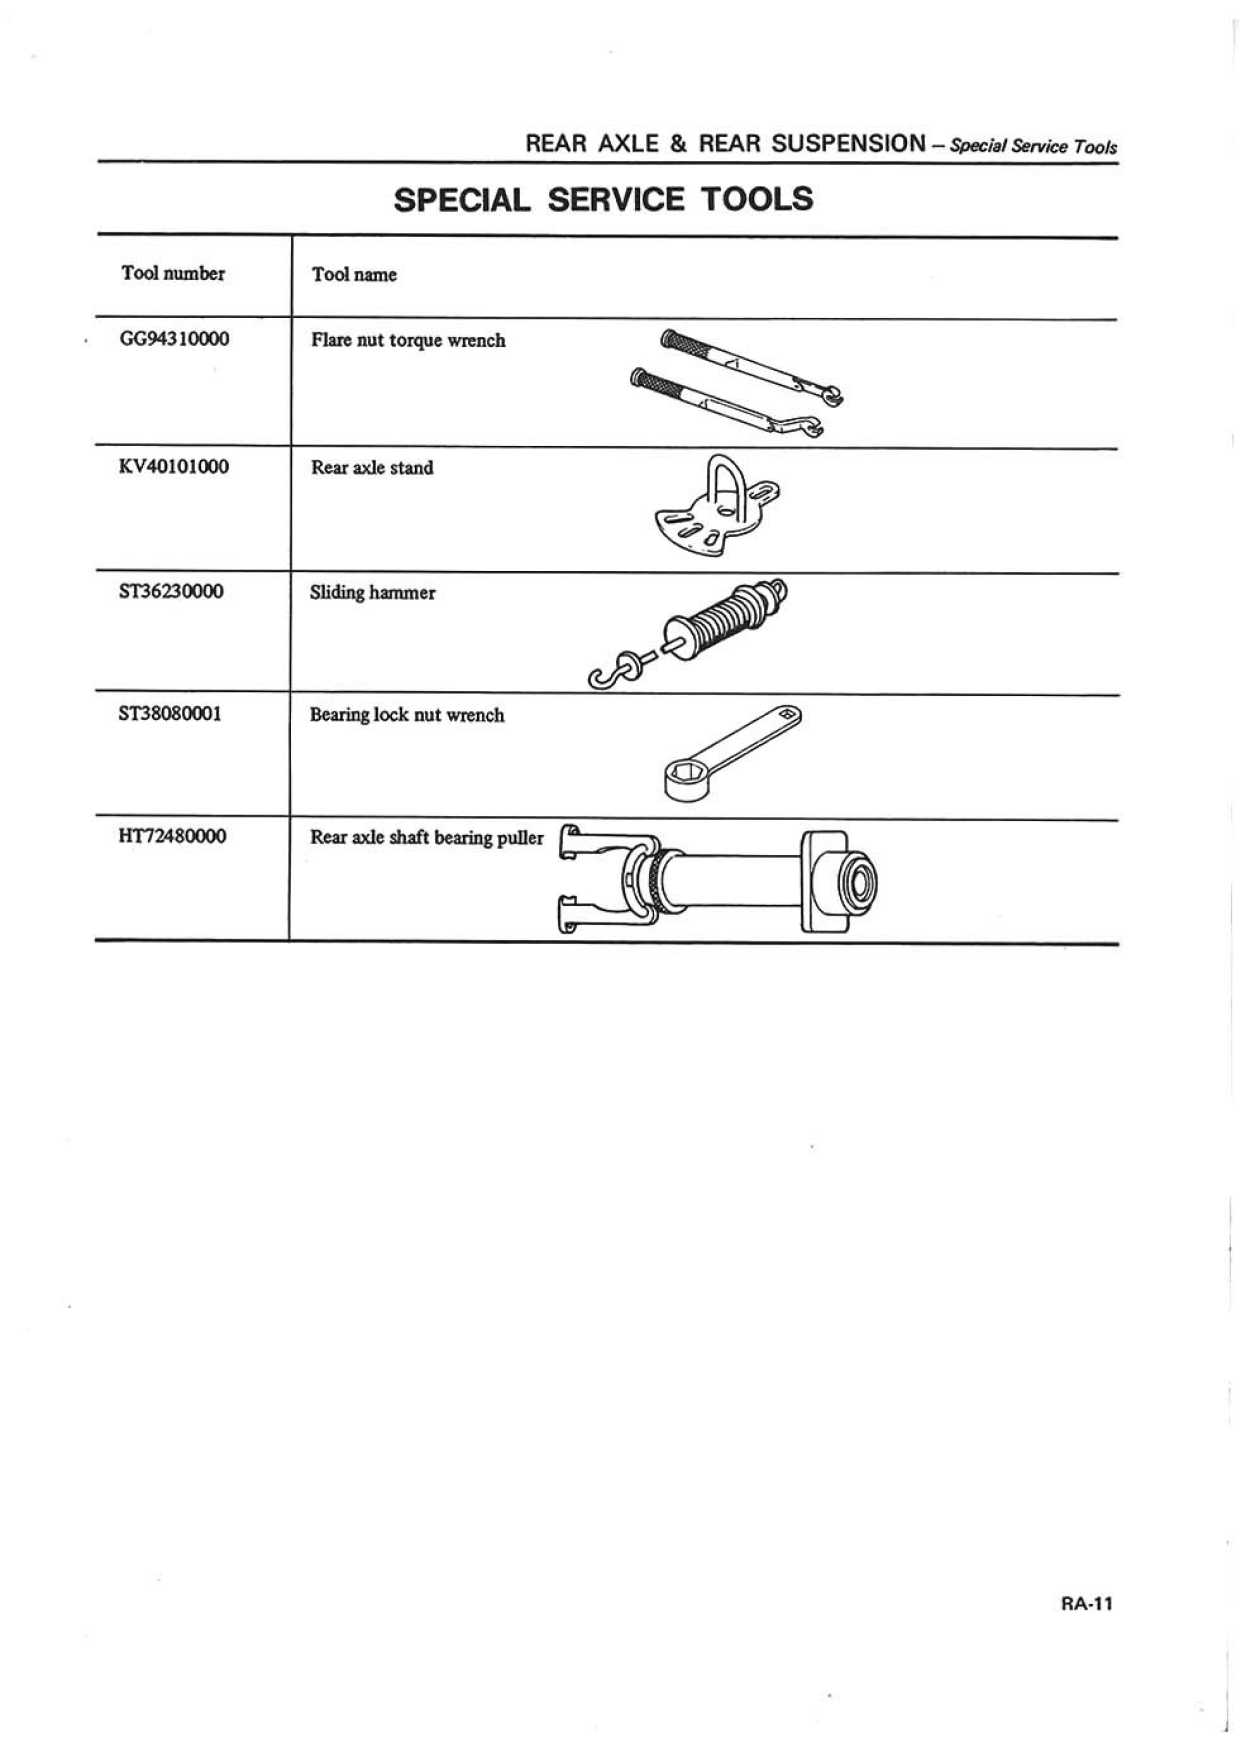 REAR AXLE & REAR SUSPENSION – Special Service Tools
SPECIAL SERVICE TOOLS
Tool number Tool name
GG94310000 Flare nut torque wrench
KV40101000 Rear axle stand
ST36230000 Sliding hammer
ST38080001 Bearing lock nut wrench
HT72480000 Rear axle shaft bearing puller
RA-11